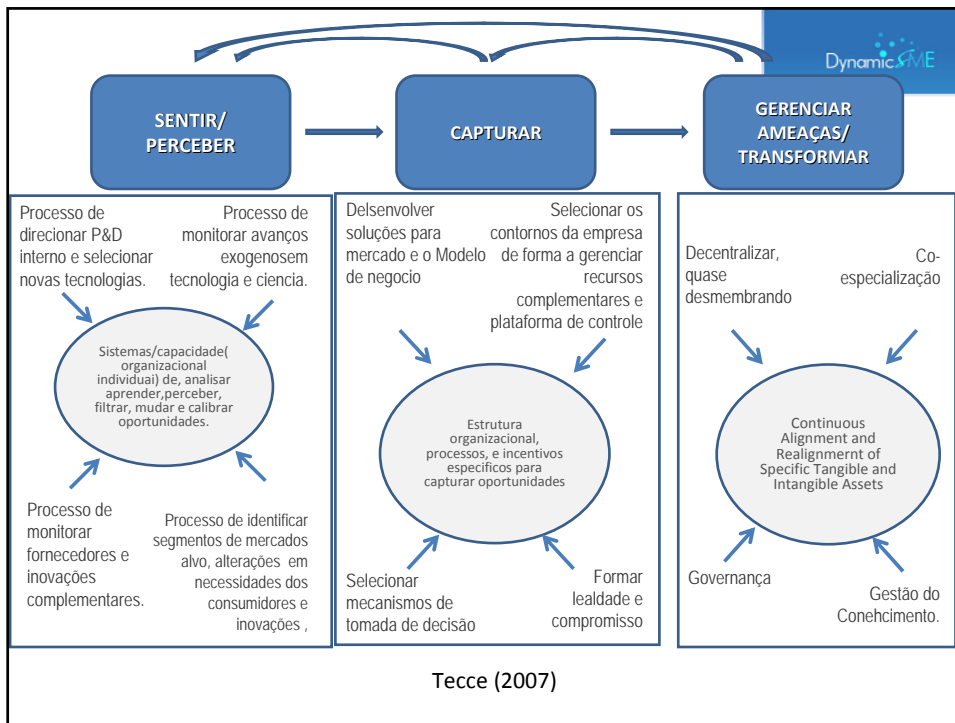 DynamicSME
SENTIR/
PERCEBER
CAPTURAR
GERENCIAR
AMEAÇAS/
TRANSFORMAR
Processo de
direcionar P&D
interno e selecionar
novas tecnologias.
Processo de
monitorar avanços
exogenosem
tecnologia e ciencia.
Sistemas/capacidade(
organizacional
individuai) de, analisar
aprender,perceber,
filtrar, mudar e calibrar
oportunidades.
Processo de
monitorar
fornecedores e
inovações
complementares.
Processo de identificar
segmentos de mercados
alvo, alterações em
necessidades dos
consumidores e
inovações ,
Delsenvolver
soluções para
mercado e o Modelo
de negocio
Selecionar os
contornos da empresa
de forma a gerenciar
recursos
complementares e
plataforma de controle
Estrutura
organizacional,
processos, e incentivos
especificos para
capturar oportunidades
Selecionar
mecanismos de
tomada de decisão
Formar
lealdade e
compromisso
Decentralizar,
quase
desmembrando
Co-
especialização
Continuous
Alignment and
Realignemrnt of
Specific Tangible and
Intangible Assets
Governança
Gestão do
Conehcimento.
Tecce (2007)